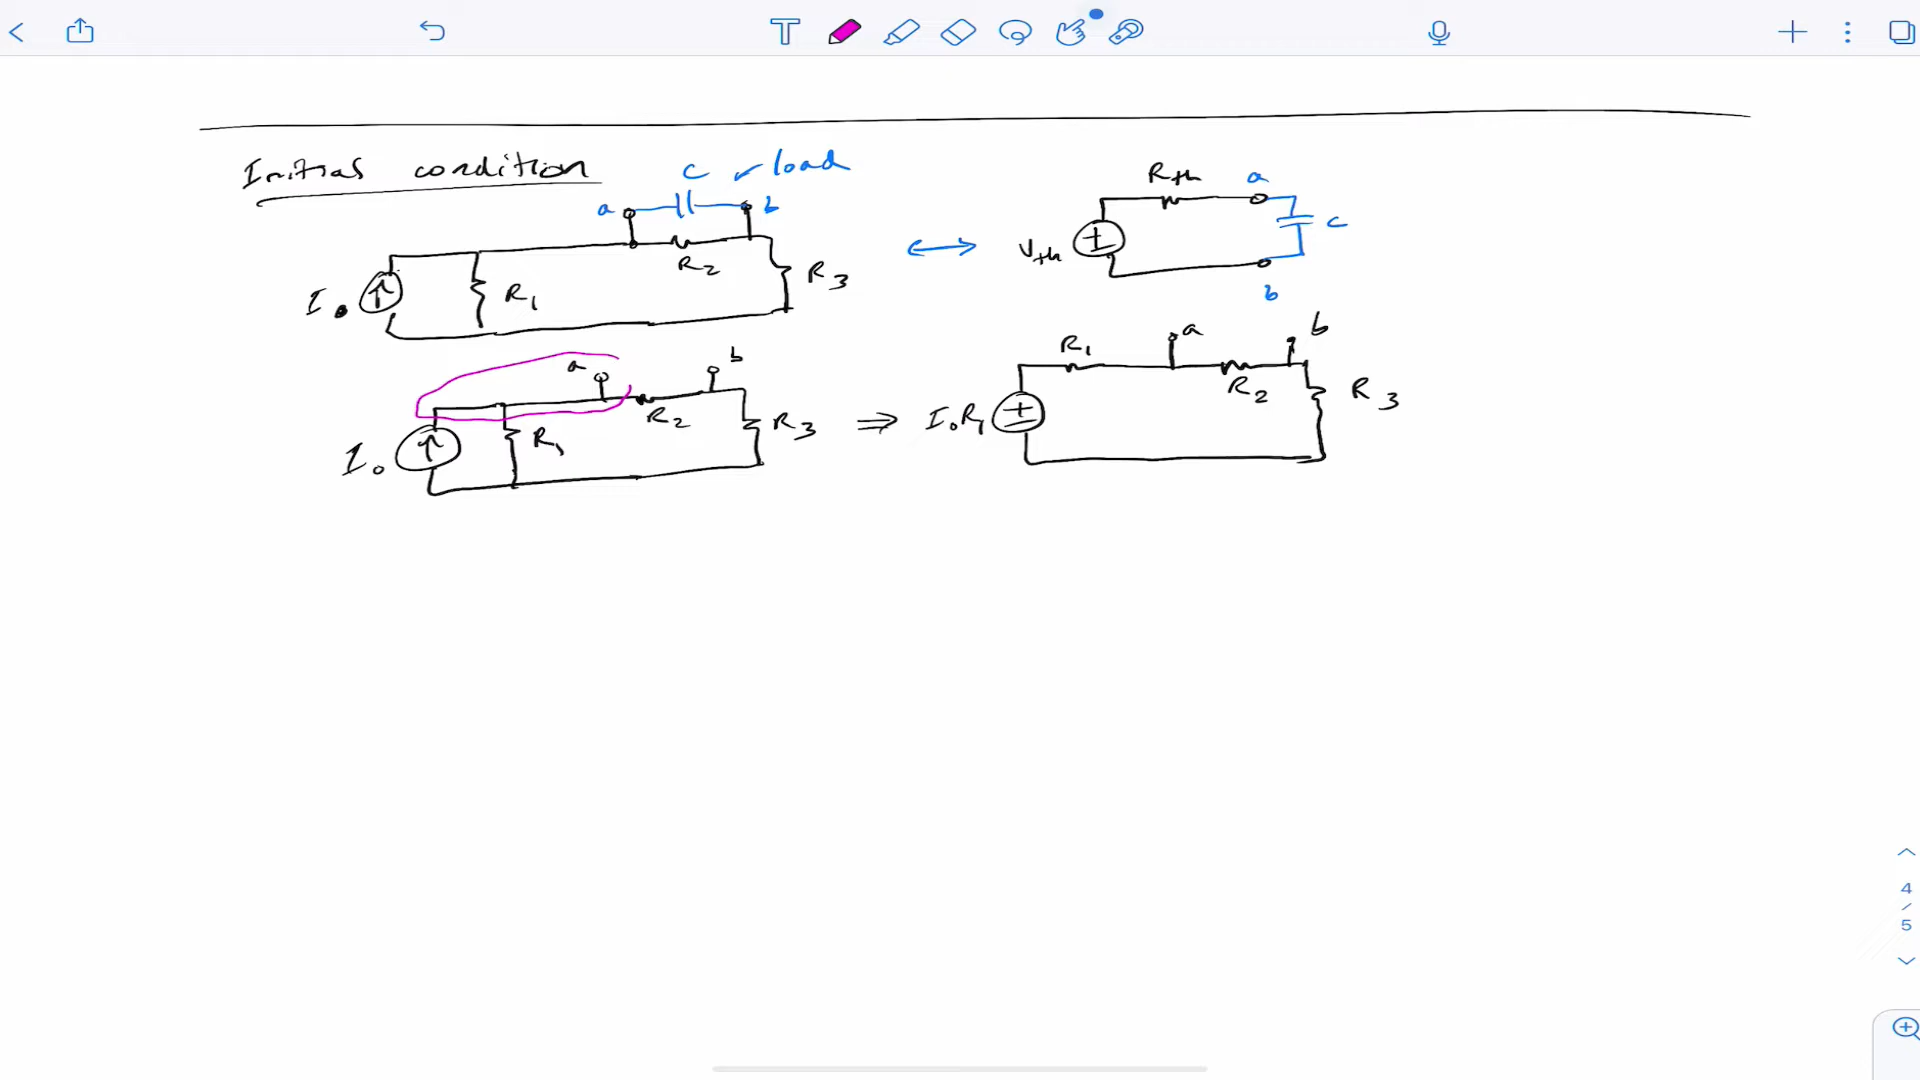 Initial condition
C load
a b
R2
R3
I0
R1
Rth
a
Vth
C
b
a b
R2
R3
I0
R1
⇒
R1 a b
R2
R3
I0R1
4
/
5